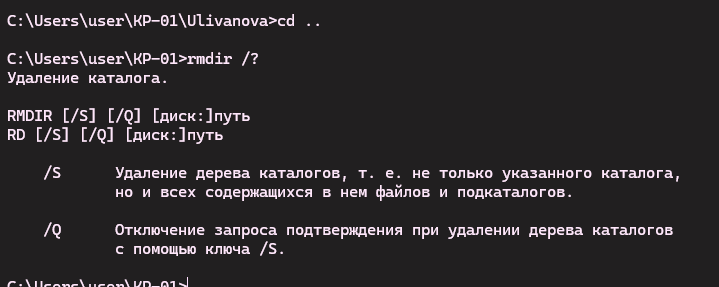 C:\Users\user\KP-01\Ulivanova>cd ..
C:\Users\user\KP-01>rmdir /?
Удаление каталога.
RMDIR [/S] [/Q] [диск:]путь
RD [/S] [/Q] [диск:]путь
/S Удаление дерева каталогов, т. е. не только указанного каталога,
но и всех содержащихся в нем файлов и подкаталогов.
/Q Отключение запроса подтверждения при удалении дерева каталогов
с помощью ключа /S.
C:\Users\user\KP-01>